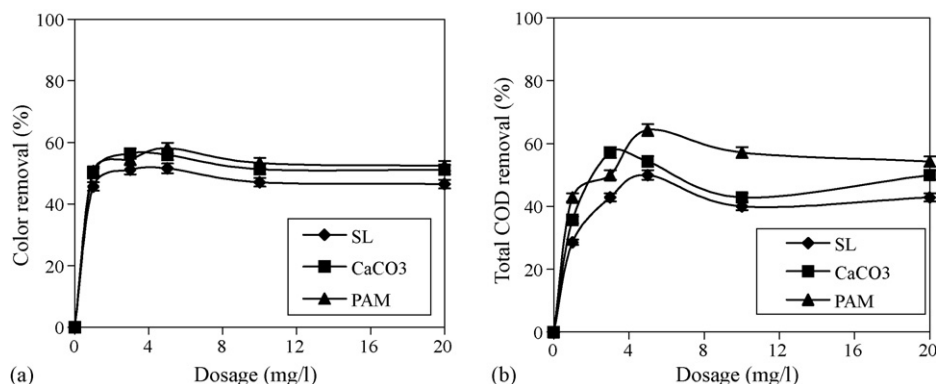 100
80
60
40
20
0
Color removal (%)
SL
CaCO3
PAM
0 4 8 12 16 20
(a) Dosage (mg/l)
100
80
60
40
20
0
Total COD removal (%)
SL
CaCO3
PAM
0 4 8 12 16 20
(b) Dosage (mg/l)